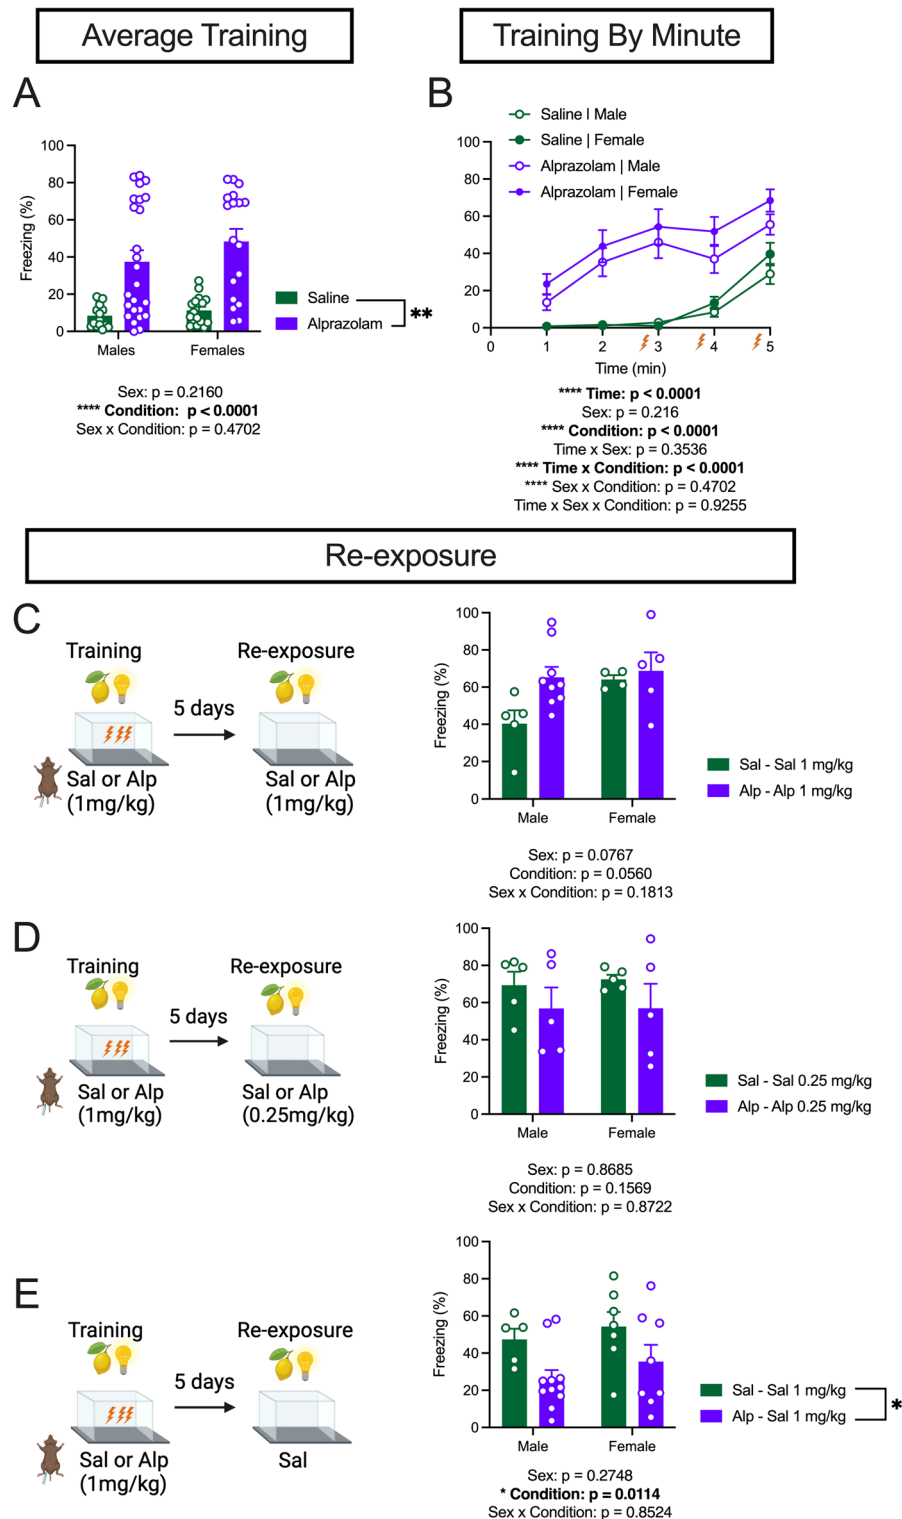 Average Training
Training By Minute
A
Freezing (%)
100
80
60
40
20
0
Males
Females
Saline
Alprazolam
**
Sex: p = 0.2160
**** Condition: p < 0.0001
Sex x Condition: p = 0.4702
B
Saline | Male
Saline | Female
Alprazolam | Male
Alprazolam | Female
Freezing (%)
100
80
60
40
20
0
0
1
2
3
4
5
Time (min)
**** Time: p < 0.0001
Sex: p = 0.216
**** Condition: p < 0.0001
Time x Sex: p = 0.3536
**** Time x Condition: p < 0.0001
**** Sex x Condition: p = 0.4702
Time x Sex x Condition: p = 0.9255
Re-exposure
C
Training
Re-exposure
5 days
Sal or Alp
(1mg/kg)
Sal or Alp
(1mg/kg)
Freezing (%)
100
80
60
40
20
0
Male
Female
Sal - Sal 1 mg/kg
Alp - Alp 1 mg/kg
Sex: p = 0.0767
Condition: p = 0.0560
Sex x Condition: p = 0.1813
D
Training
Re-exposure
5 days
Sal or Alp
(1mg/kg)
Sal or Alp
(0.25mg/kg)
Freezing (%)
100
80
60
40
20
0
Male
Female
Sal - Sal 0.25 mg/kg
Alp - Alp 0.25 mg/kg
Sex: p = 0.8685
Condition: p = 0.1569
Sex x Condition: p = 0.8722
E
Training
Re-exposure
5 days
Sal or Alp
(1mg/kg)
Sal
Freezing (%)
100
80
60
40
20
0
Male
Female
Sal - Sal 1 mg/kg
Alp - Sal 1 mg/kg
*
Sex: p = 0.2748
* Condition: p = 0.0114
Sex x Condition: p = 0.8524